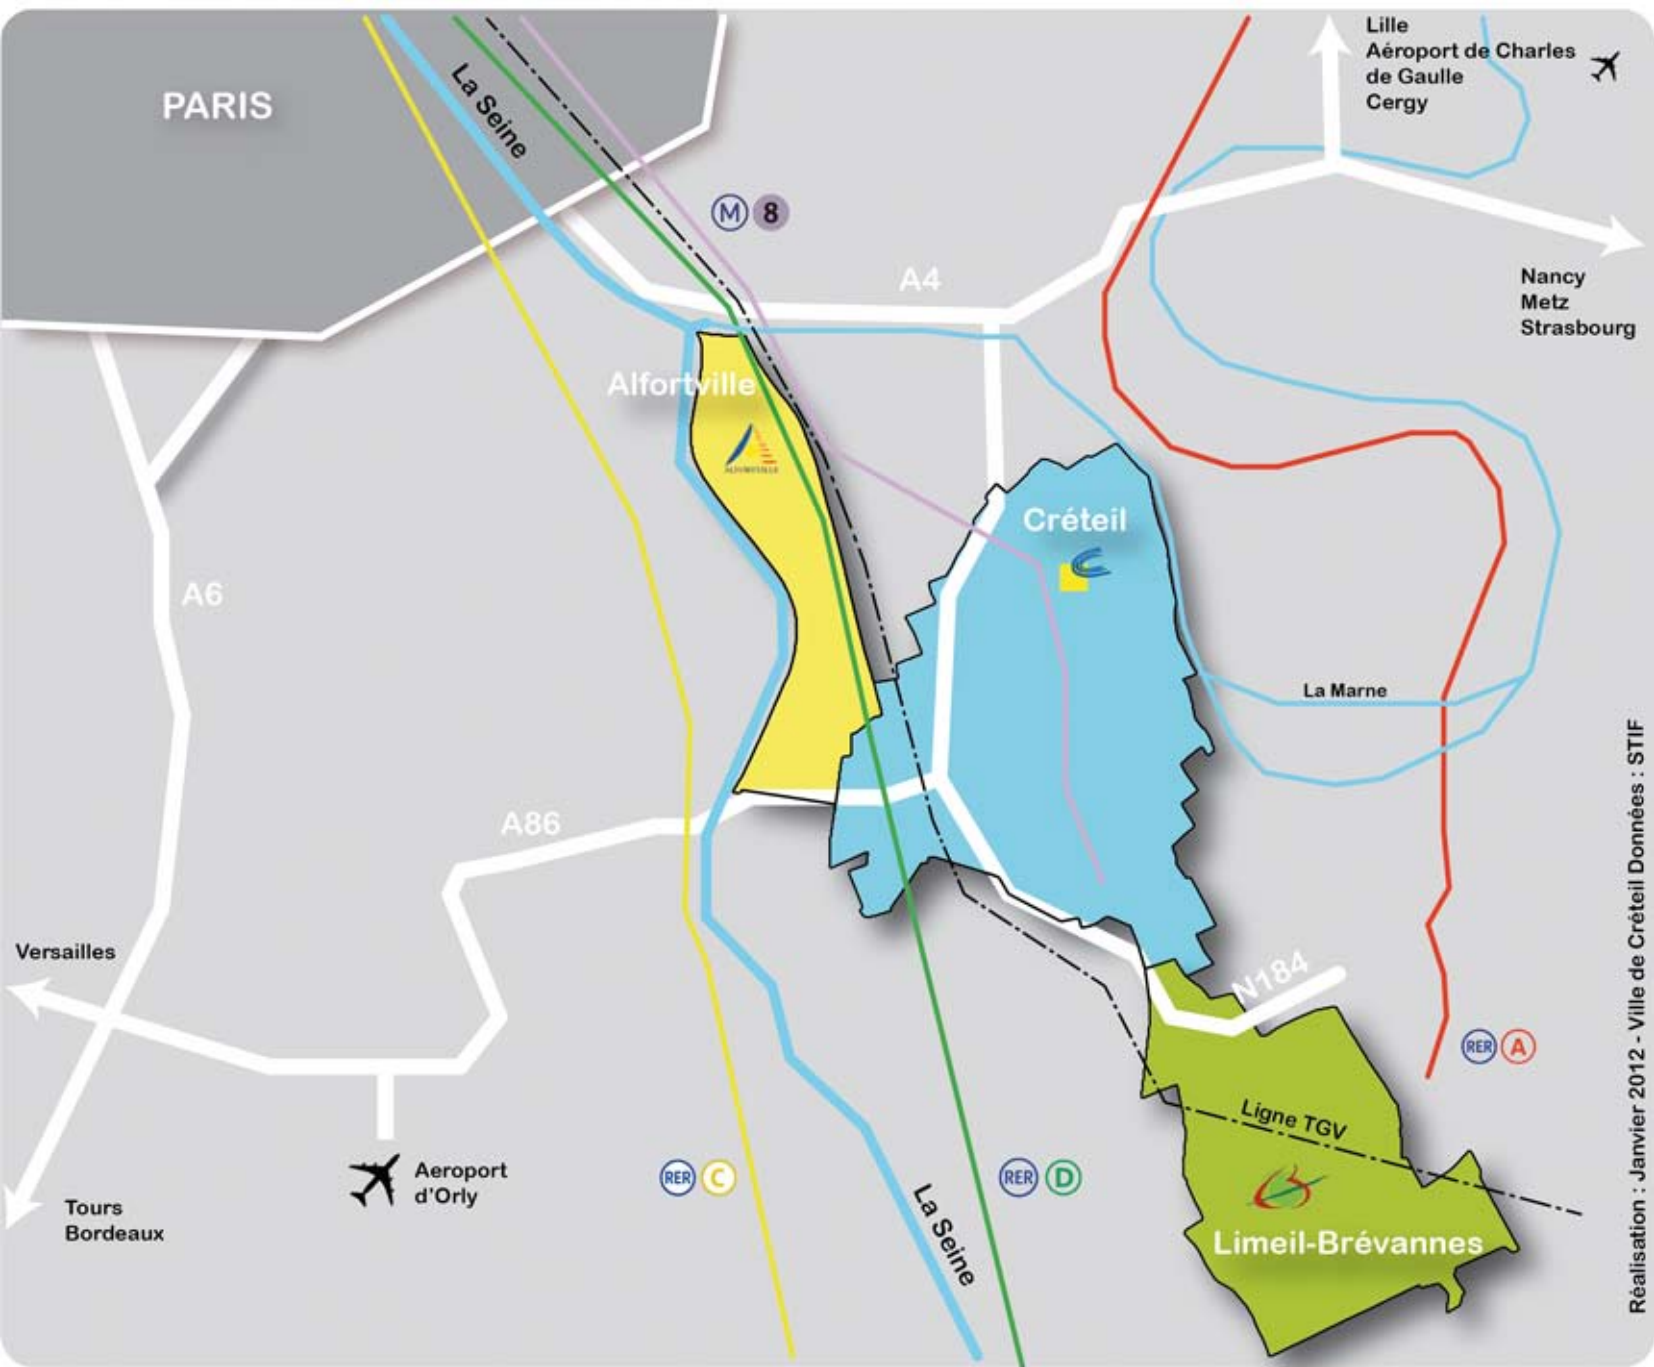 Lille
Aéroport de Charles
de Gaulle
Cergy
PARIS
La Seine
M 8
A4
Nancy
Metz
Strasbourg
Alfortville
ALFORTVILLE
Créteil
A6
La Marne
A86
Versailles
N184
RER A
Ligne TGV
Aeroport
d'Orly
RER C
RER D
La Seine
Tours
Bordeaux
Limeil-Brévannes
Réalisation : Janvier 2012 - Ville de Créteil Données : STIF